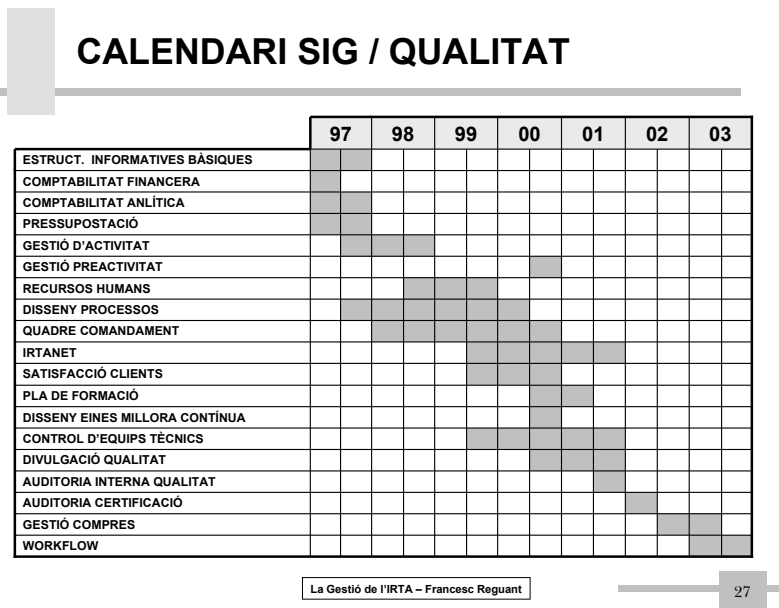 CALENDARI SIG / QUALITAT
97 98 99 00 01 02 03
ESTRUCT. INFORMATIVES BÀSIQUES
COMPTABILITAT FINANCERA
COMPTABILITAT ANLÍTICA
PRESSUPOSTACIÓ
GESTIÓ D'ACTIVITAT
GESTIÓ PREACTIVITAT
RECURSOS HUMANS
DISSENY PROCESSOS
QUADRE COMANDAMENT
IRTANET
SATISFACCIÓ CLIENTS
PLA DE FORMACIÓ
DISSENY EINES MILLORA CONTÍNUA
CONTROL D'EQUIPS TÈCNICS
DIVULGACIÓ QUALITAT
AUDITORIA INTERNA QUALITAT
AUDITORIA CERTIFICACIÓ
GESTIÓ COMPRES
WORKFLOW
La Gestió de l'IRTA – Francesc Reguant
27